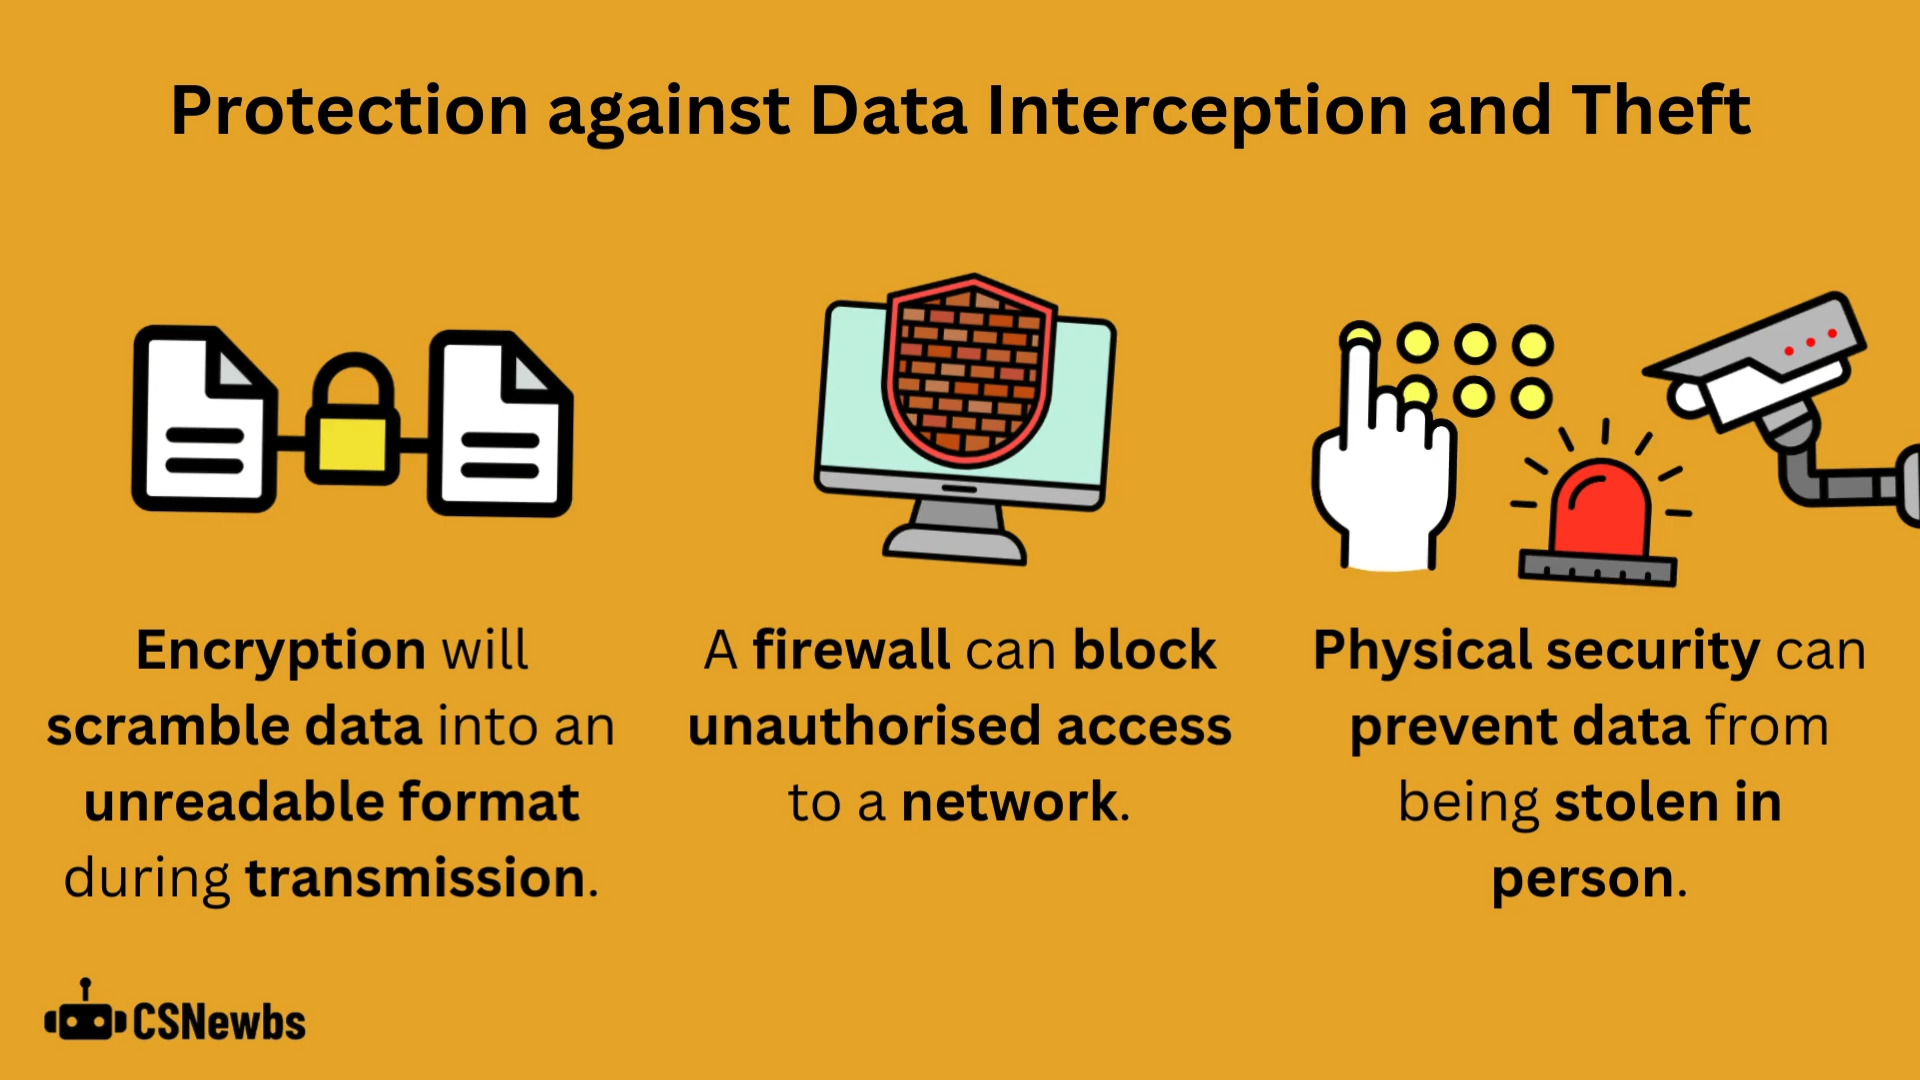 Protection against Data Interception and Theft
Encryption will
scramble data into an
unreadable format
during transmission.
A firewall can block
unauthorised access
to a network.
Physical security can
prevent data from
being stolen in
person.
CSNewbs